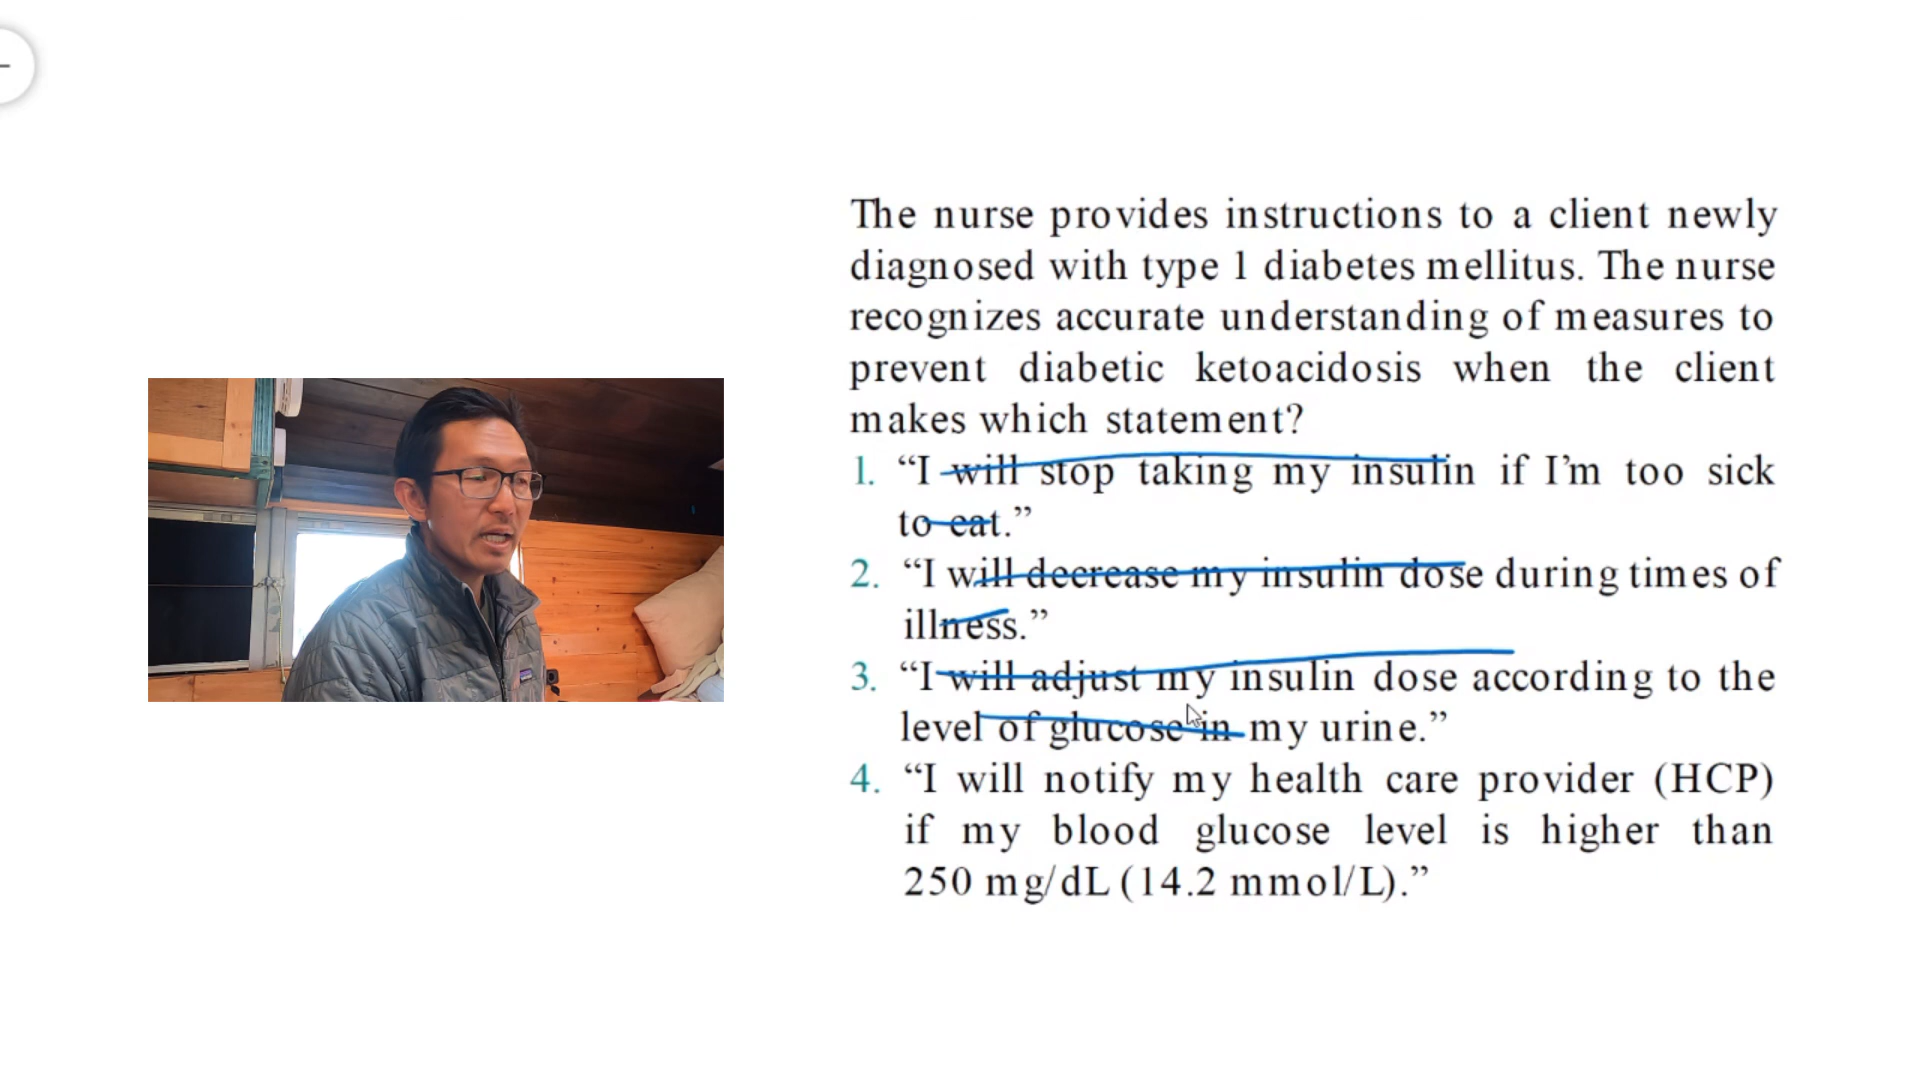 The nurse provides instructions to a client newly
diagnosed with type 1 diabetes mellitus. The nurse
recognizes accurate understanding of measures to
prevent diabetic ketoacidosis when the client
makes which statement?
1. “I will stop taking my insulin if I’m too sick
to eat.”
2. “I will decrease my insulin dose during times of
illness.”
3. “I will adjust my insulin dose according to the
level of glucose in my urine.”
4. “I will notify my health care provider (HCP)
if my blood glucose level is higher than
250 mg/dL (14.2 mmol/L).”